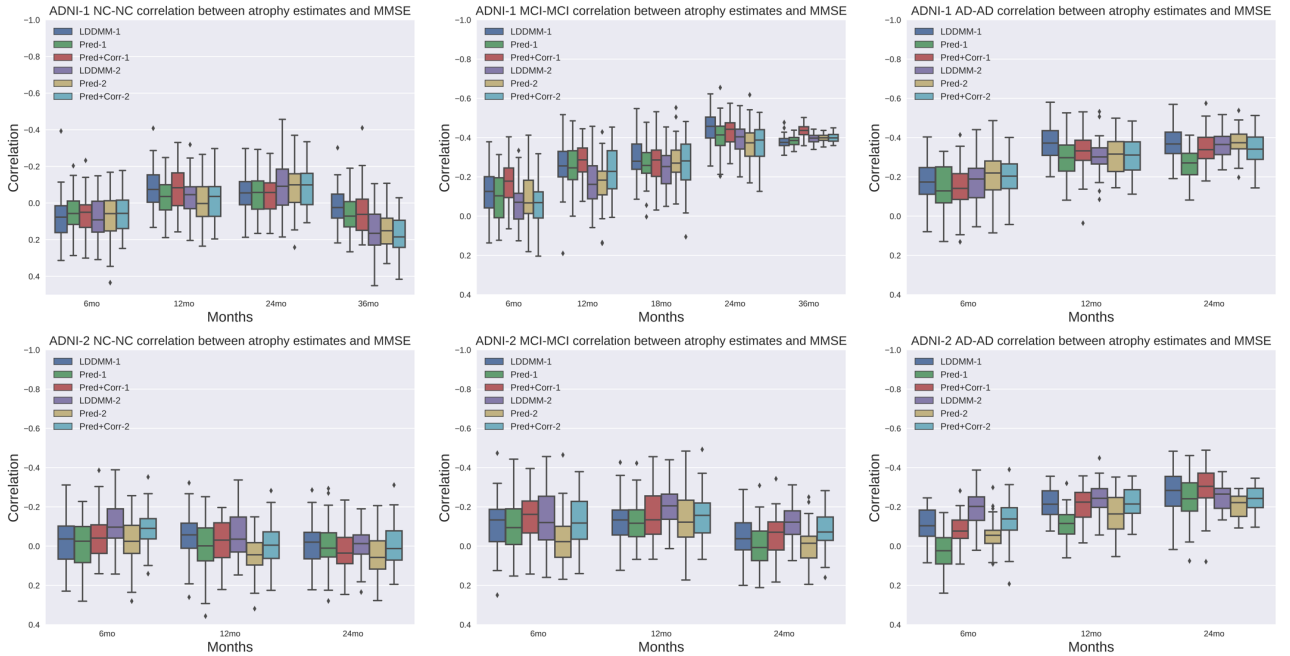 ADNI-1 NC-NC correlation between atrophy estimates and MMSE
−1.0
−0.8
−0.6
−0.4
−0.2
0.0
0.2
0.4
Correlation
LDDMM-1
Pred-1
Pred+Corr-1
LDDMM-2
Pred-2
Pred+Corr-2
6mo 12mo 24mo 36mo
Months
ADNI-1 MCI-MCI correlation between atrophy estimates and MMSE
−1.0
−0.8
−0.6
−0.4
−0.2
0.0
0.2
0.4
Correlation
LDDMM-1
Pred-1
Pred+Corr-1
LDDMM-2
Pred-2
Pred+Corr-2
6mo 12mo 18mo 24mo 36mo
Months
ADNI-1 AD-AD correlation between atrophy estimates and MMSE
−1.0
−0.8
−0.6
−0.4
−0.2
0.0
0.2
0.4
Correlation
LDDMM-1
Pred-1
Pred+Corr-1
LDDMM-2
Pred-2
Pred+Corr-2
6mo 12mo 24mo
Months
ADNI-2 NC-NC correlation between atrophy estimates and MMSE
−1.0
−0.8
−0.6
−0.4
−0.2
0.0
0.2
0.4
Correlation
LDDMM-1
Pred-1
Pred+Corr-1
LDDMM-2
Pred-2
Pred+Corr-2
6mo 12mo 24mo
Months
ADNI-2 MCI-MCI correlation between atrophy estimates and MMSE
−1.0
−0.8
−0.6
−0.4
−0.2
0.0
0.2
0.4
Correlation
LDDMM-1
Pred-1
Pred+Corr-1
LDDMM-2
Pred-2
Pred+Corr-2
6mo 12mo 24mo
Months
ADNI-2 AD-AD correlation between atrophy estimates and MMSE
−1.0
−0.8
−0.6
−0.4
−0.2
0.0
0.2
0.4
Correlation
LDDMM-1
Pred-1
Pred+Corr-1
LDDMM-2
Pred-2
Pred+Corr-2
6mo 12mo 24mo
Months